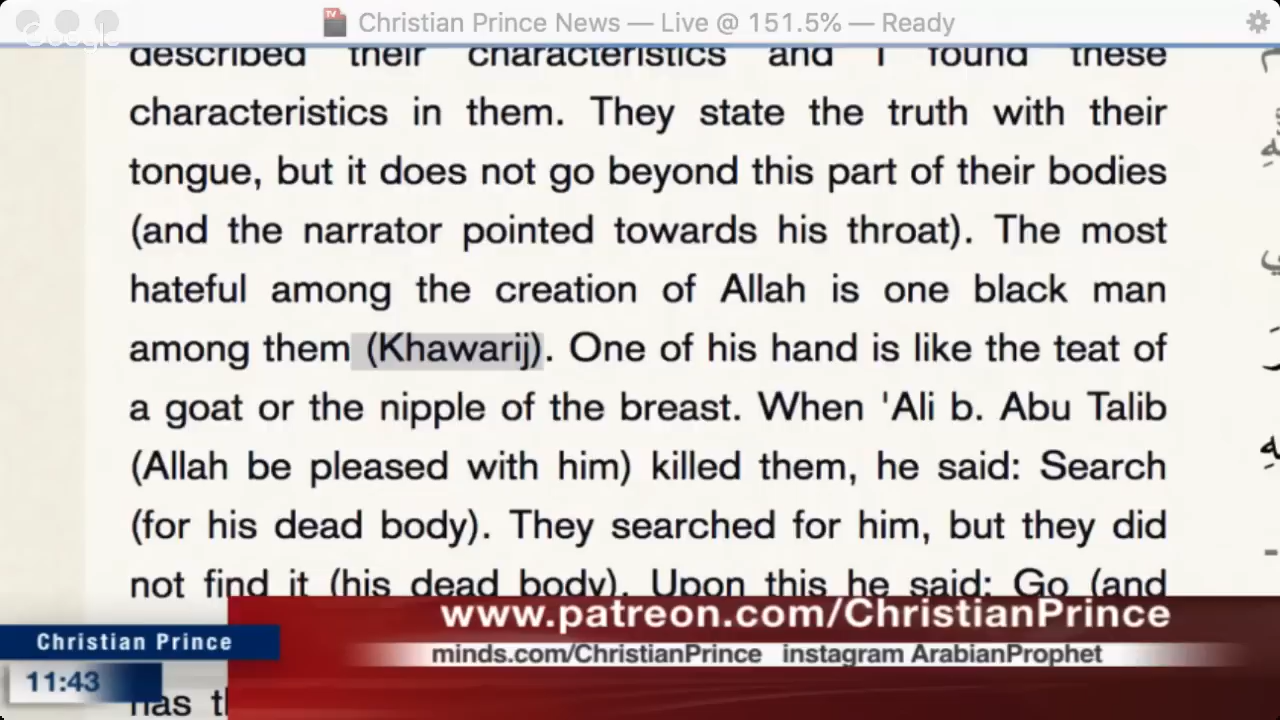 Christian Prince News — Live @ 151.5% — Ready
Google
described their characteristics and I found these
characteristics in them. They state the truth with their
tongue, but it does not go beyond this part of their bodies
(and the narrator pointed towards his throat). The most
hateful among the creation of Allah is one black man
among them (Khawarij). One of his hand is like the teat of
a goat or the nipple of the breast. When 'Ali b. Abu Talib
(Allah be pleased with him) killed them, he said: Search
(for his dead body). They searched for him, but they did
not find it (his dead body). Upon this he said: Go (and
www.patreon.com/ChristianPrince
Christian Prince
minds.com/ChristianPrince instagram ArabianProphet
11:43
has